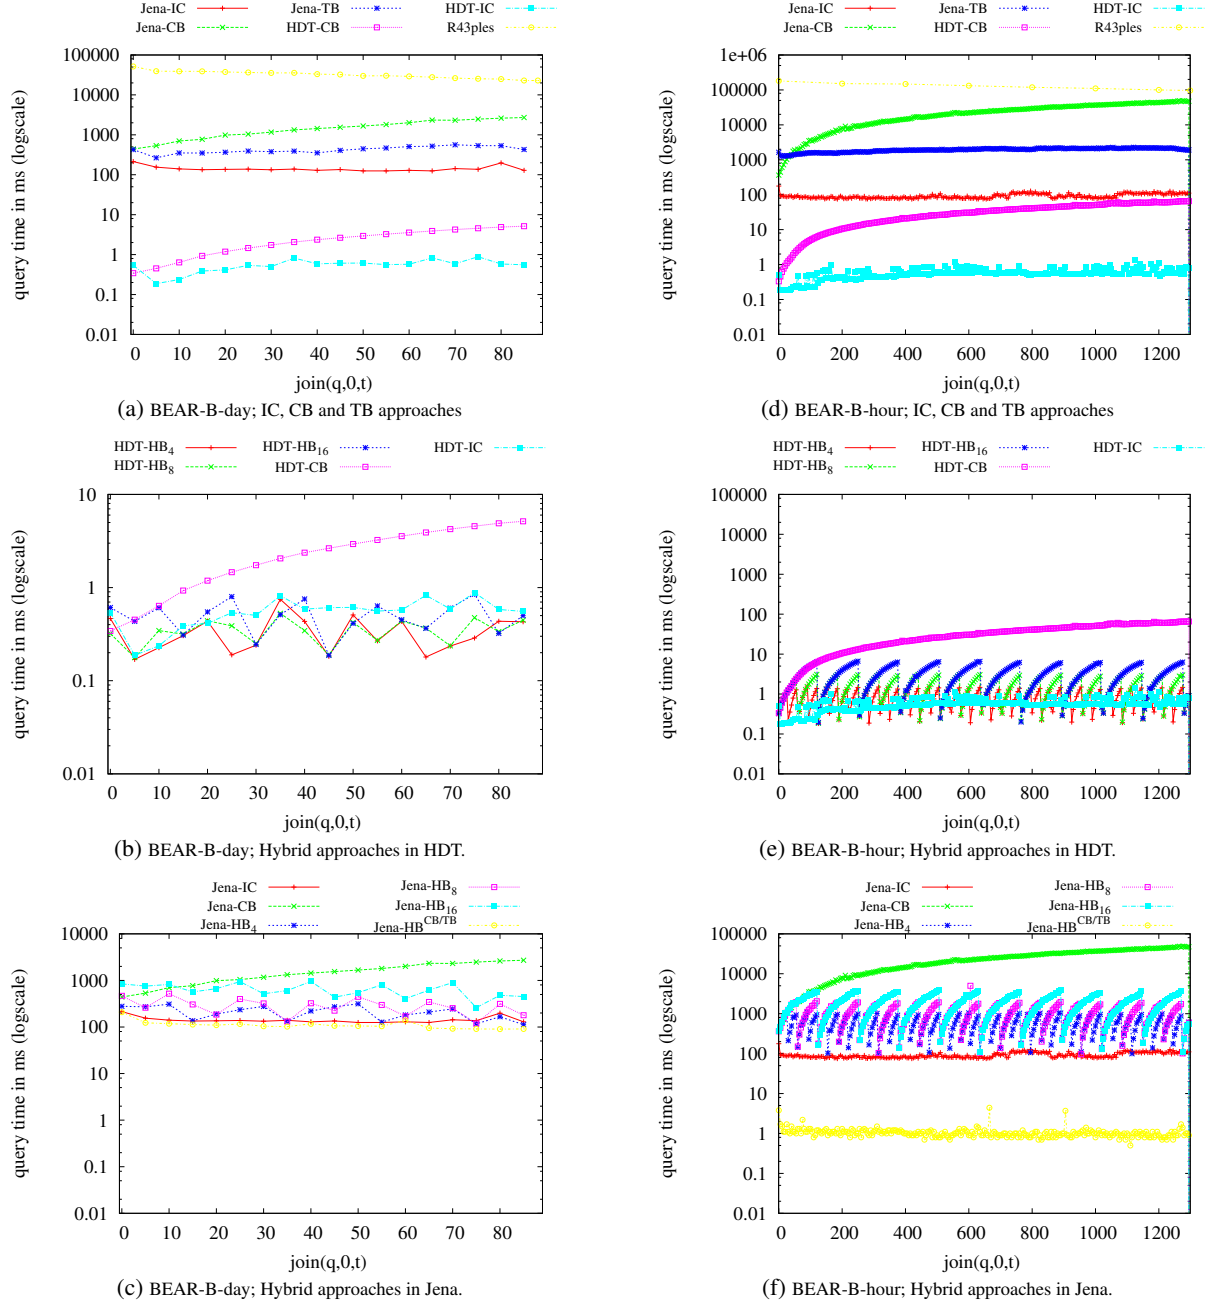 Jena-IC Jena-TB HDT-IC
Jena-CB HDT-CB R43ples
query time in ms (logscale)
100000
10000
1000
100
10
1
0.1
0.01
0 10 20 30 40 50 60 70 80
join(q,0,t)
(a) BEAR-B-day; IC, CB and TB approaches
Jena-IC Jena-TB HDT-IC
Jena-CB HDT-CB R43ples
query time in ms (logscale)
1e+06
100000
10000
1000
100
10
1
0.1
0.01
0 200 400 600 800 1000 1200
join(q,0,t)
(d) BEAR-B-hour; IC, CB and TB approaches
HDT-HB4 HDT-HB16 HDT-IC
HDT-HB8 HDT-CB
query time in ms (logscale)
10
1
0.1
0.01
0 10 20 30 40 50 60 70 80
join(q,0,t)
(b) BEAR-B-day; Hybrid approaches in HDT.
HDT-HB4 HDT-HB16 HDT-IC
HDT-HB8 HDT-CB
query time in ms (logscale)
100000
10000
1000
100
10
1
0.1
0.01
0 200 400 600 800 1000 1200
join(q,0,t)
(e) BEAR-B-hour; Hybrid approaches in HDT.
Jena-IC Jena-HB8
Jena-CB Jena-HB16
Jena-HB4 Jena-HBCB/TB
query time in ms (logscale)
100000
10000
1000
100
10
1
0.1
0.01
0 10 20 30 40 50 60 70 80
join(q,0,t)
(c) BEAR-B-day; Hybrid approaches in Jena.
Jena-IC Jena-HB8
Jena-CB Jena-HB16
Jena-HB4 Jena-HBCB/TB
query time in ms (logscale)
100000
10000
1000
100
10
1
0.1
0.01
0 200 400 600 800 1000 1200
join(q,0,t)
(f) BEAR-B-hour; Hybrid approaches in Jena.